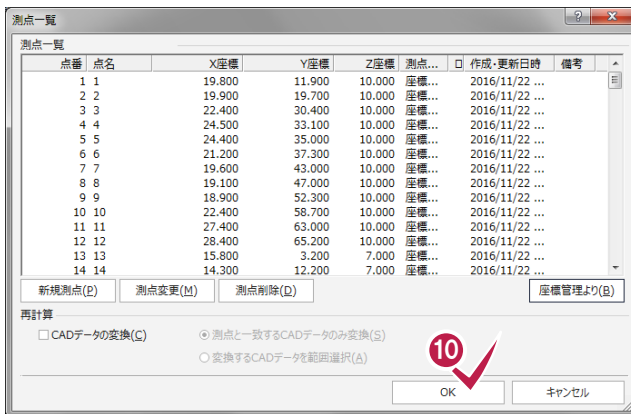 測点一覧
測点一覧
点番 点名 X座標 Y座標 Z座標 測点... ロ 作成・更新日時 備考
1 1 19.800 11.900 10.000 座標... 2016/11/22 ...
2 2 19.900 19.700 10.000 座標... 2016/11/22 ...
3 3 22.400 30.400 10.000 座標... 2016/11/22 ...
4 4 24.500 33.100 10.000 座標... 2016/11/22 ...
5 5 24.400 35.000 10.000 座標... 2016/11/22 ...
6 6 21.200 37.300 10.000 座標... 2016/11/22 ...
7 7 19.600 43.000 10.000 座標... 2016/11/22 ...
8 8 19.100 47.000 10.000 座標... 2016/11/22 ...
9 9 18.900 52.300 10.000 座標... 2016/11/22 ...
10 10 22.400 58.700 10.000 座標... 2016/11/22 ...
11 11 27.400 63.000 10.000 座標... 2016/11/22 ...
12 12 28.400 65.200 10.000 座標... 2016/11/22 ...
13 13 15.800 3.200 7.000 座標... 2016/11/22 ...
14 14 14.300 12.200 7.000 座標... 2016/11/22 ...
新規測点(P) 測点変更(M) 測点削除(D) 座標管理より(B)
再計算
CADデータの変換(C) 測点と一致するCADデータのみ変換(S)
変換するCADデータを範囲選択(A)
10
OK キャンセル